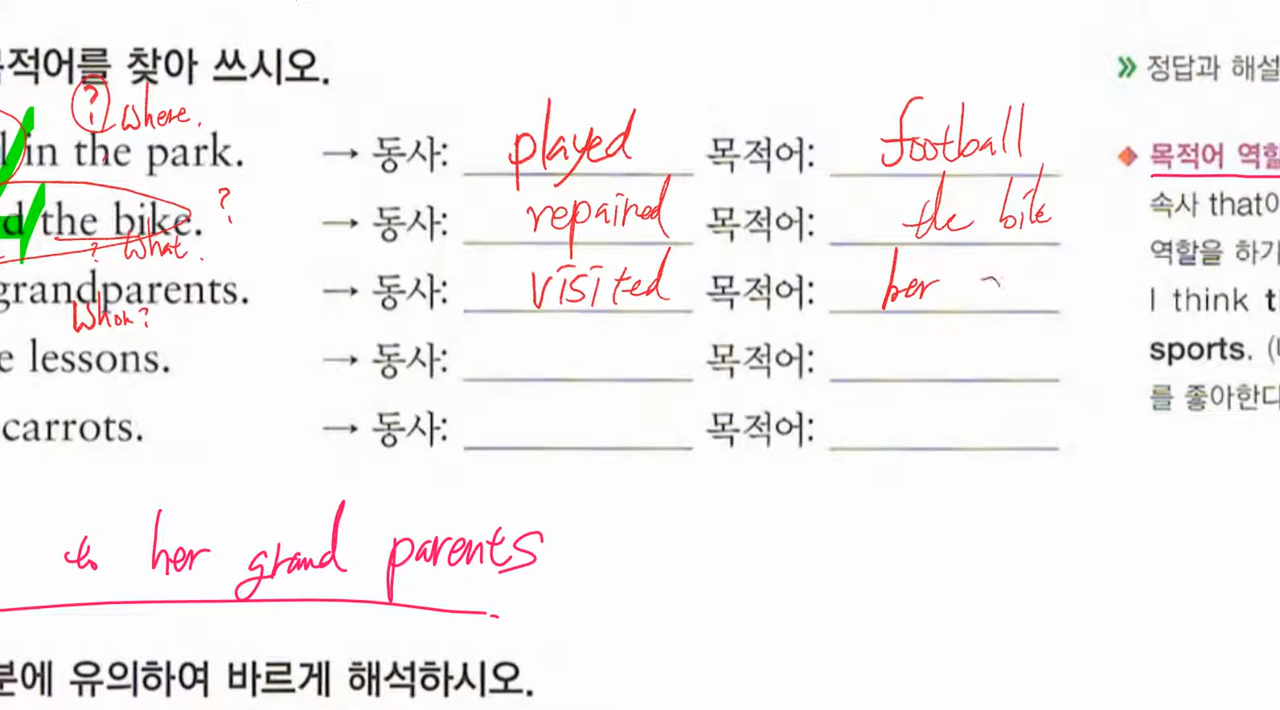 목적어를 찾아 쓰시오.
? Where.
in the park. → 동사: played 목적어: football
d the bike. ? → 동사: repaired 목적어: the bike
? What.
grandparents. → 동사: visited 목적어: her
Whom?
e lessons. → 동사: 목적어:
carrots. → 동사: 목적어:
to her grand parents
분에 유의하여 바르게 해석하시오.
» 정답과 해설
◆ 목적어 역할
속사 that이
역할을 하기
I think t
sports. (
를 좋아한다